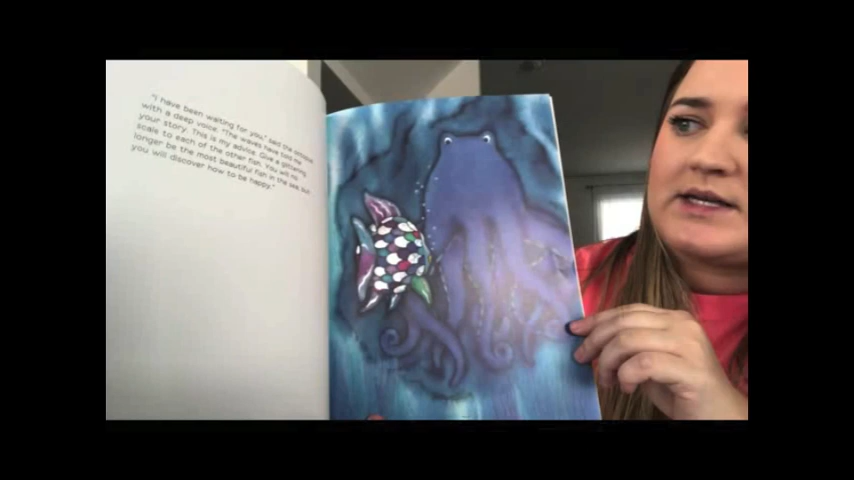 "I have been waiting for you," said the octopus
with a deep voice. "The waves have told me
your story. This is my advice. Give a glittering
scale to each of the other fish. You will no
longer be the most beautiful fish in the sea, but
you will discover how to be happy."